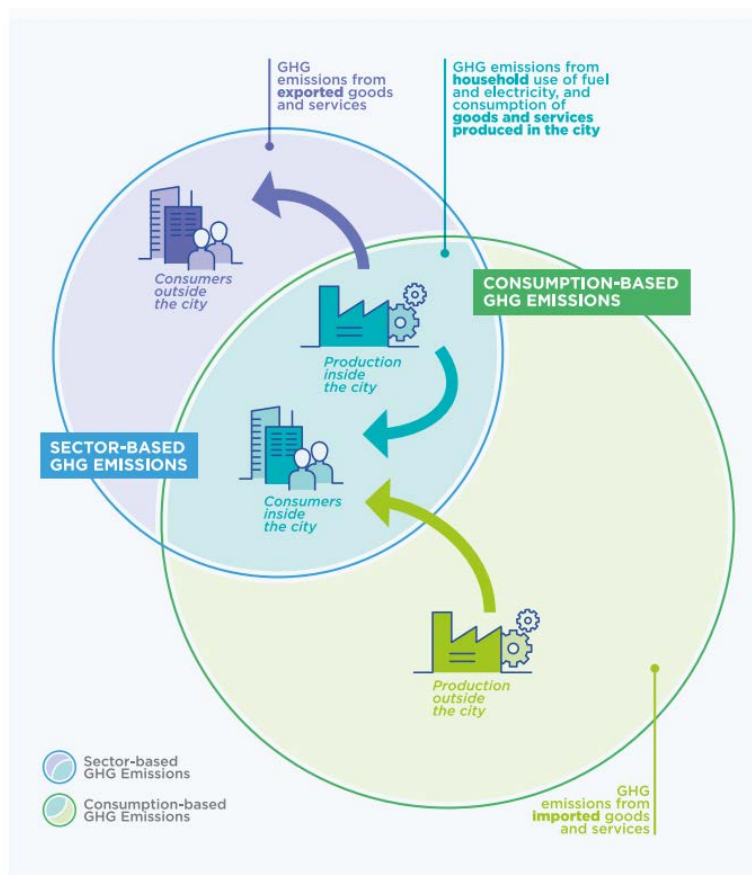 GHG
emissions from
exported goods
and services
GHG emissions from
household use of fuel
and electricity, and
consumption of
goods and services
produced in the city
Consumers
outside
the city
CONSUMPTION-BASED
GHG EMISSIONS
Production
inside
the city
SECTOR-BASED
GHG EMISSIONS
Consumers
inside
the city
Production
outside
the city
Sector-based
GHG Emissions
Consumption-based
GHG Emissions
GHG
emissions from
imported goods
and services